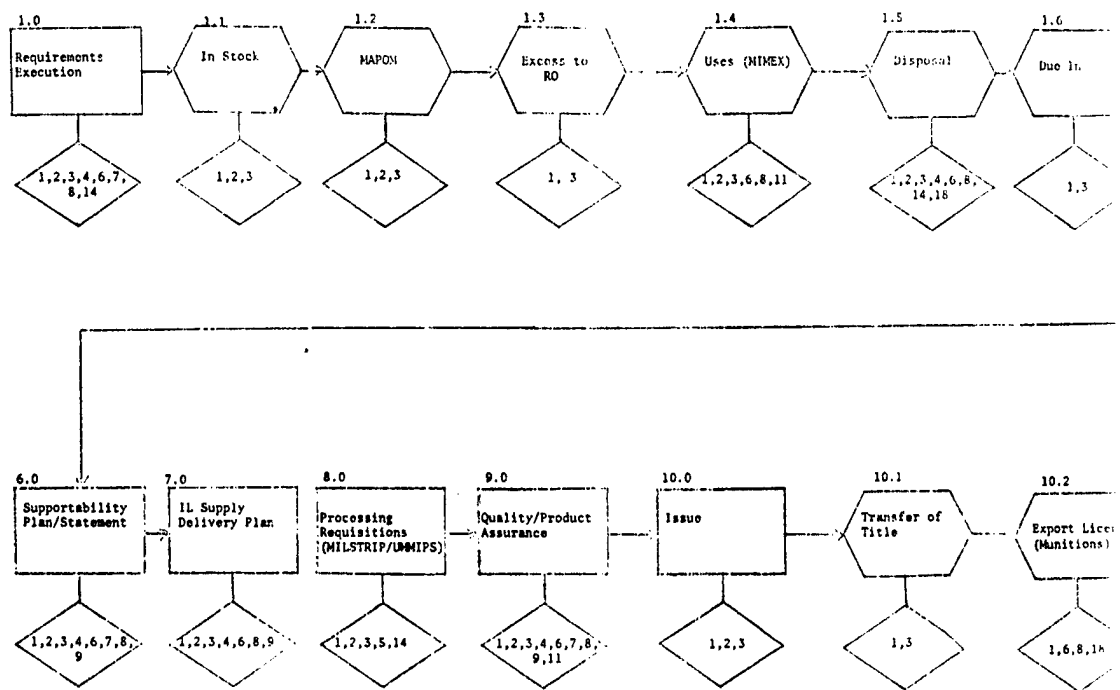 1.0
Requirements
Execution
1,2,3,4,6,7,
8,14
1.1
In Stock
1,2,3
1.2
MAPOM
1,2,3
1.3
Excess to
RO
1, 3
1.4
Uses (MIMEX)
1,2,3,6,8,11
1.5
Disposal
1,2,3,4,6,8,
14,18
1.6
Due In
1,3
6.0
Supportability
Plan/Statement
1,2,3,4,6,7,8,
9
7.0
IL Supply
Delivery Plan
1,2,3,4,6,8,9
8.0
Processing
Requisitions
(MILSTRIP/UMMIPS)
1,2,3,5,14
9.0
Quality/Product
Assurance
1,2,3,4,6,7,8,
9,11
10.0
Issue
1,2,3
10.1
Transfer of
Title
1,3
10.2
Export Lice
(Munitions)
1,6,8,18